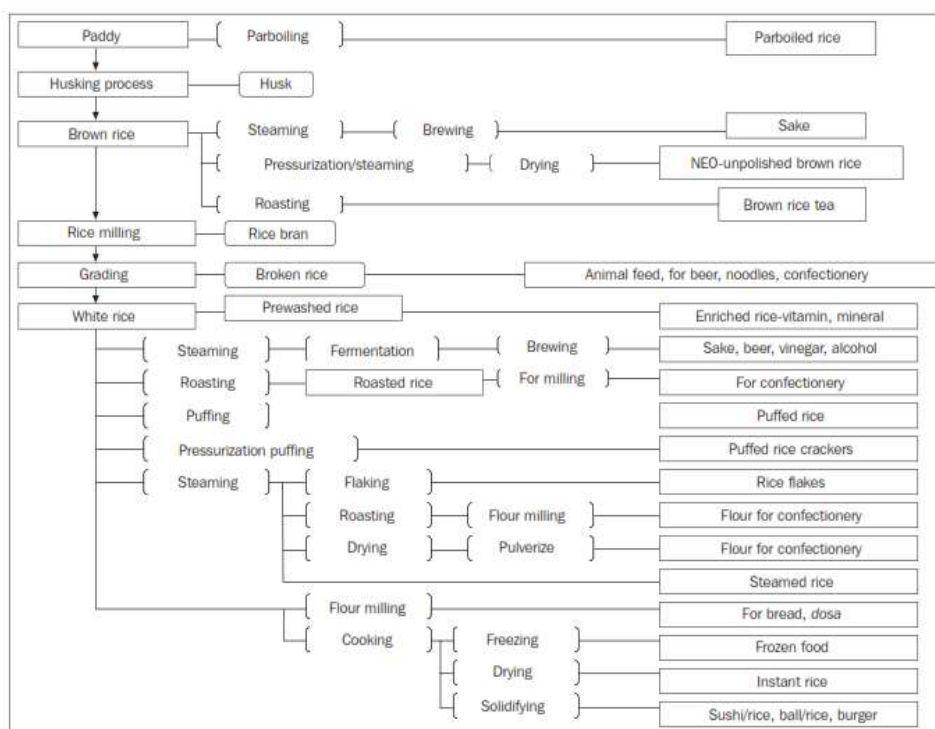 Paddy
Parboiling
Parboiled rice
Husking process
Husk
Brown rice
Steaming
Brewing
Sake
Pressurization/steaming
Drying
NEO-unpolished brown rice
Roasting
Brown rice tea
Rice milling
Rice bran
Grading
Broken rice
Animal feed, for beer, noodles, confectionery
White rice
Prewashed rice
Enriched rice-vitamin, mineral
Steaming
Fermentation
Brewing
Sake, beer, vinegar, alcohol
Roasting
Roasted rice
For milling
For confectionery
Puffing
Puffed rice
Pressurization puffing
Puffed rice crackers
Steaming
Flaking
Rice flakes
Roasting
Flour milling
Flour for confectionery
Drying
Pulverize
Flour for confectionery
Steamed rice
Flour milling
For bread, dosa
Cooking
Freezing
Frozen food
Drying
Instant rice
Solidifying
Sushi/rice, ball/rice, burger